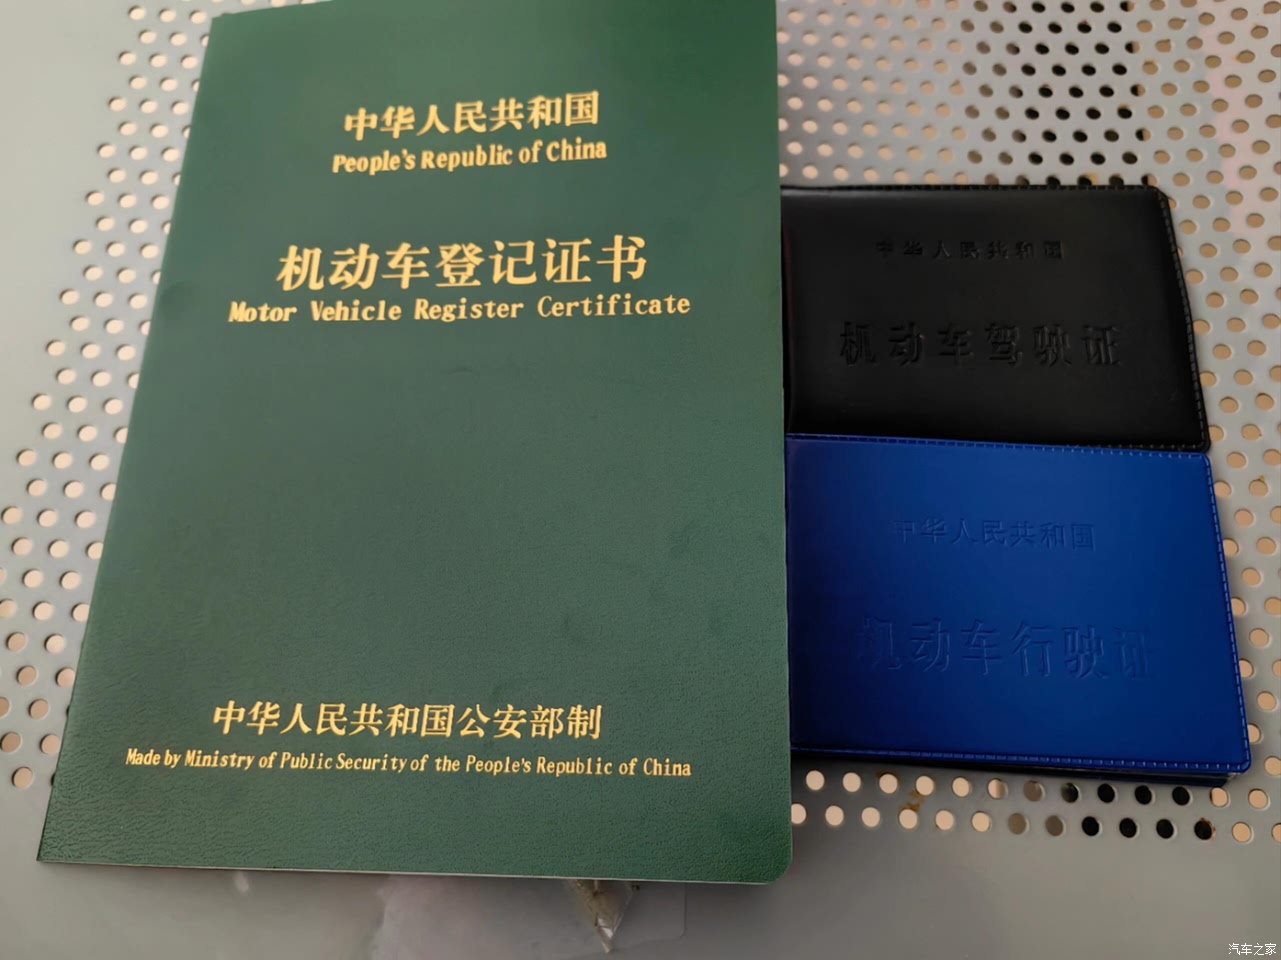 中华人民共和国
People's Republic of China
机动车登记证书
Motor Vehicle Register Certificate
中华人民共和国公安部制
Made by Ministry of Public Security of the People's Republic of China
中华人民共和国
机动车驾驶证
中华人民共和国
机动车行驶证
汽车之家